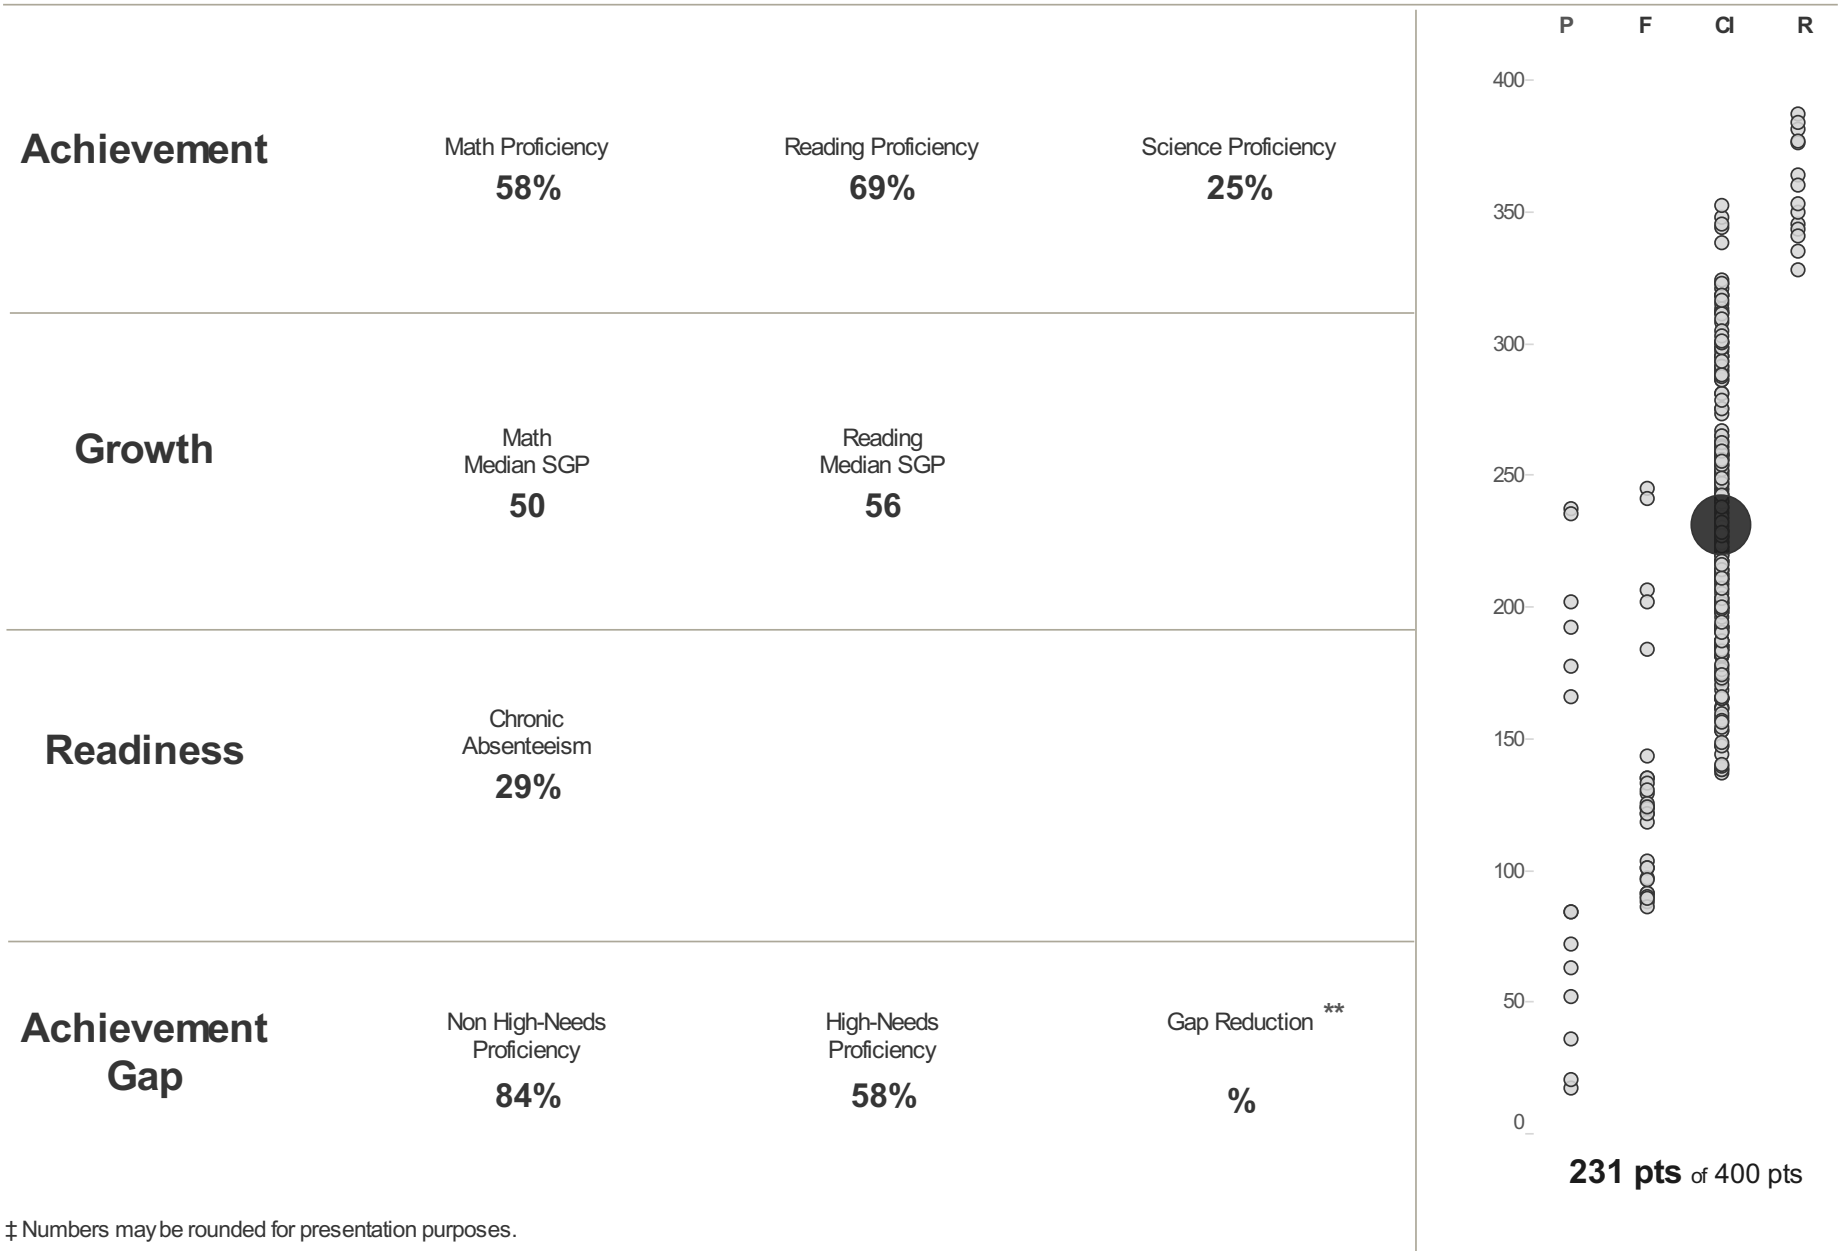 Achievement
Math Proficiency
58%
Reading Proficiency
69%
Science Proficiency
25%
Growth
Math
Median SGP
50
Reading
Median SGP
56
Readiness
Chronic
Absenteeism
29%
Achievement
Gap
Non High-Needs
Proficiency
84%
High-Needs
Proficiency
58%
Gap Reduction **
%
P F CI R
400
350
300
250
200
150
100
50
0
231 pts of 400 pts
‡ Numbers may be rounded for presentation purposes.